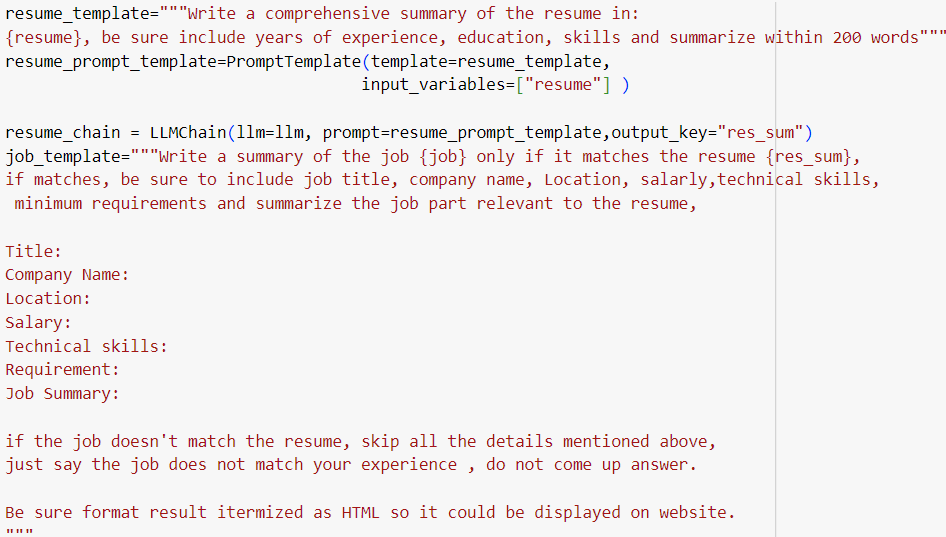 resume_template="""Write a comprehensive summary of the resume in:
{resume}, be sure include years of experience, education, skills and summarize within 200 words"""
resume_prompt_template=PromptTemplate(template=resume_template,
input_variables=["resume"] )
resume_chain = LLMChain(llm=llm, prompt=resume_prompt_template,output_key="res_sum")
job_template="""Write a summary of the job {job} only if it matches the resume {res_sum},
if matches, be sure to include job title, company name, Location, salarly,technical skills,
minimum requirements and summarize the job part relevant to the resume,
Title:
Company Name:
Location:
Salary:
Technical skills:
Requirement:
Job Summary:
if the job doesn't match the resume, skip all the details mentioned above,
just say the job does not match your experience , do not come up answer.
Be sure format result itermized as HTML so it could be displayed on website.
"""